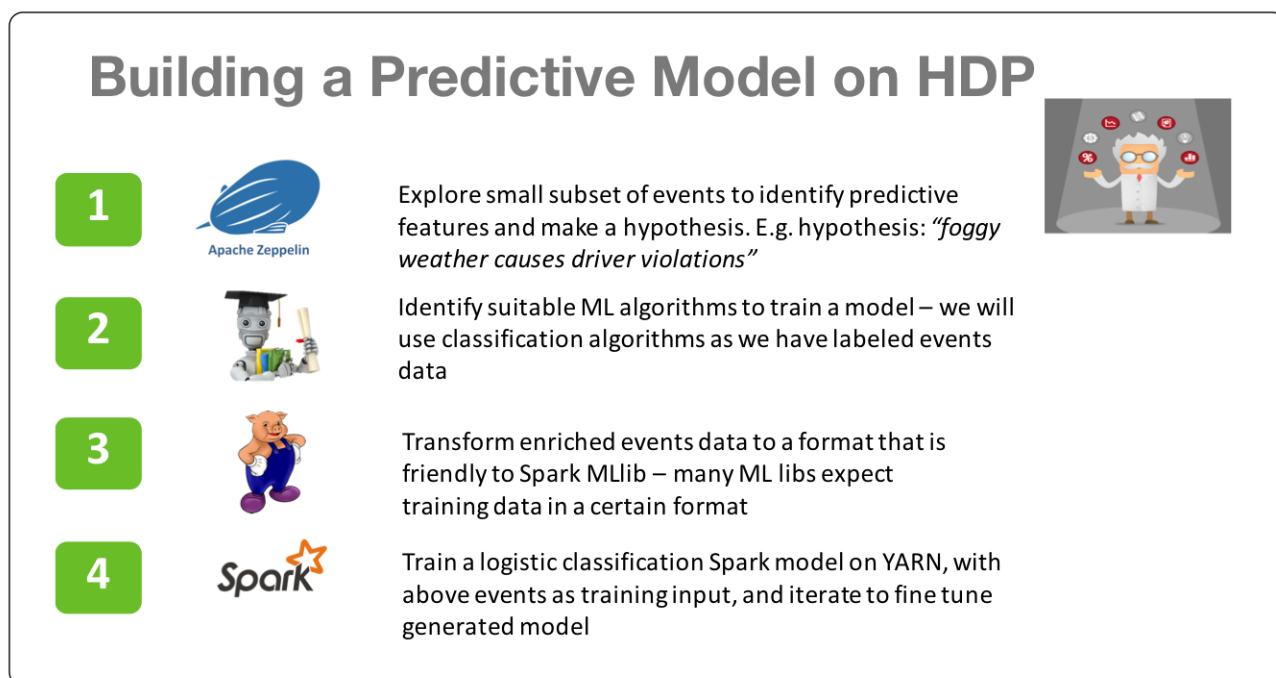 Building a Predictive Model on HDP
1
Apache Zeppelin
Explore small subset of events to identify predictive
features and make a hypothesis. E.g. hypothesis: “foggy
weather causes driver violations”
2
Identify suitable ML algorithms to train a model – we will
use classification algorithms as we have labeled events
data
3
Transform enriched events data to a format that is
friendly to Spark MLlib – many ML libs expect
training data in a certain format
4
Spark
Train a logistic classification Spark model on YARN, with
above events as training input, and iterate to fine tune
generated model
%